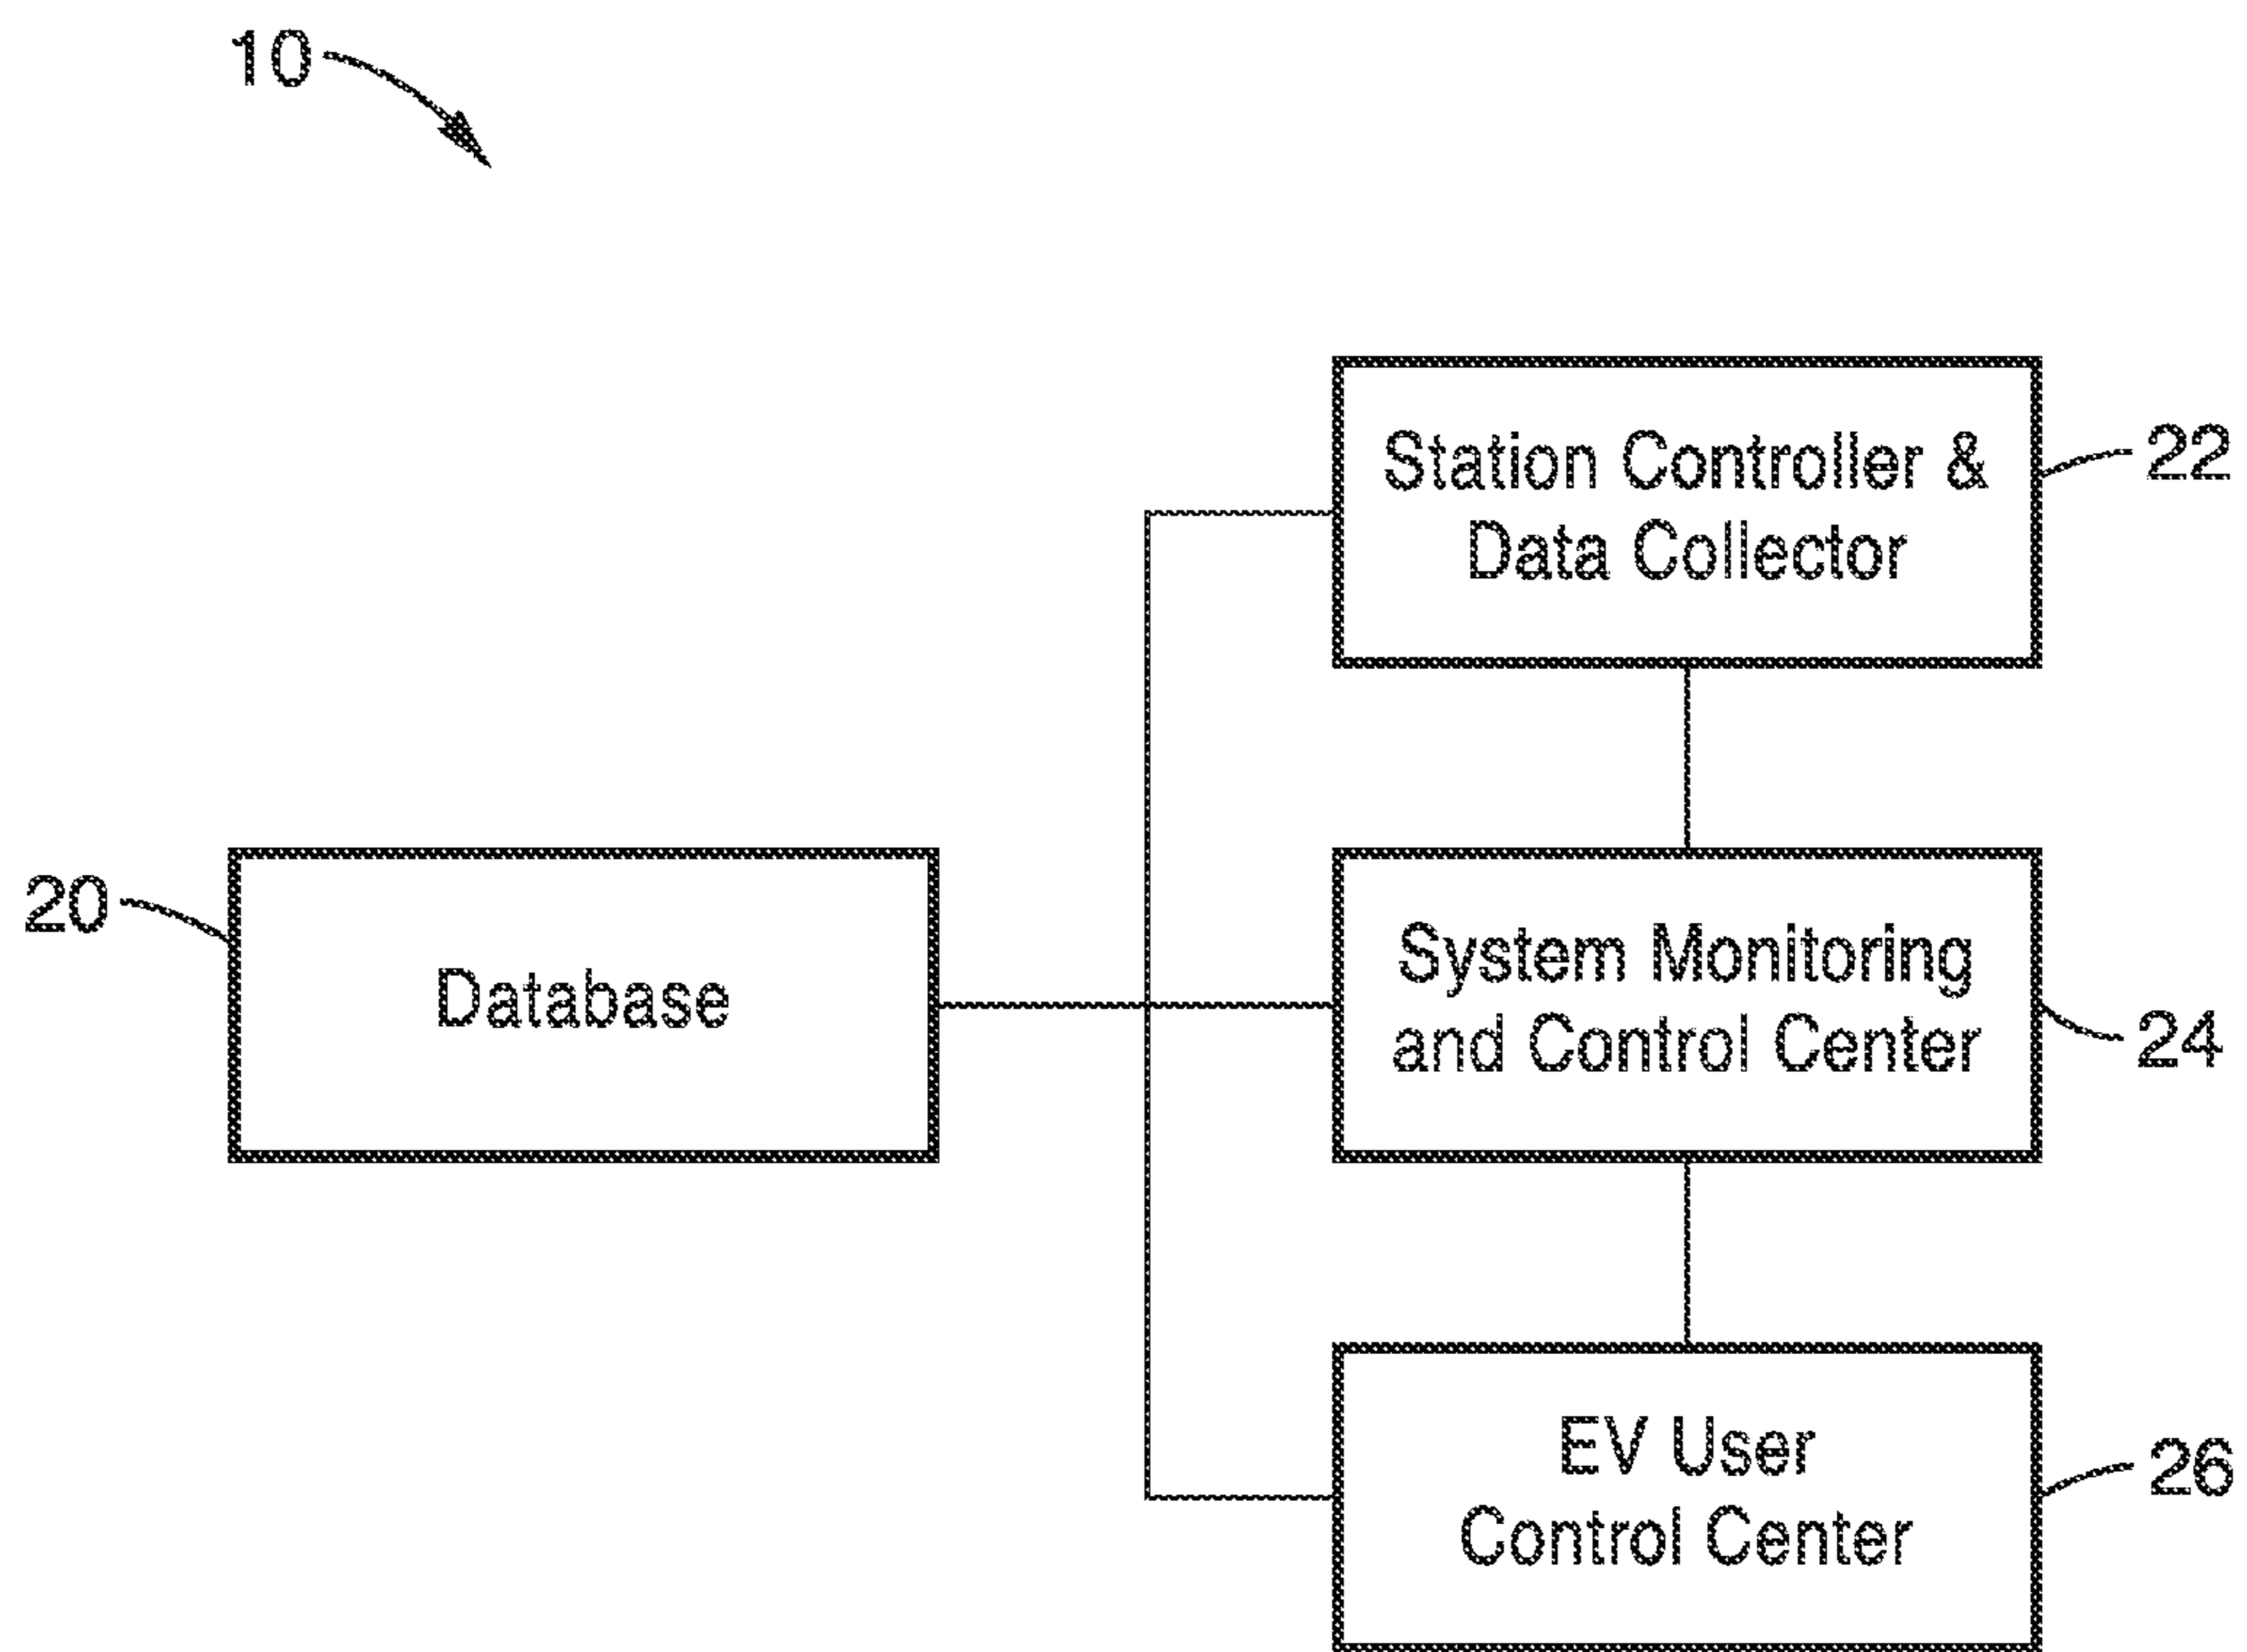 10
Station Controller &
Data Collector
22
20
Database
System Monitoring
and Control Center
24
EV User
Control Center
26